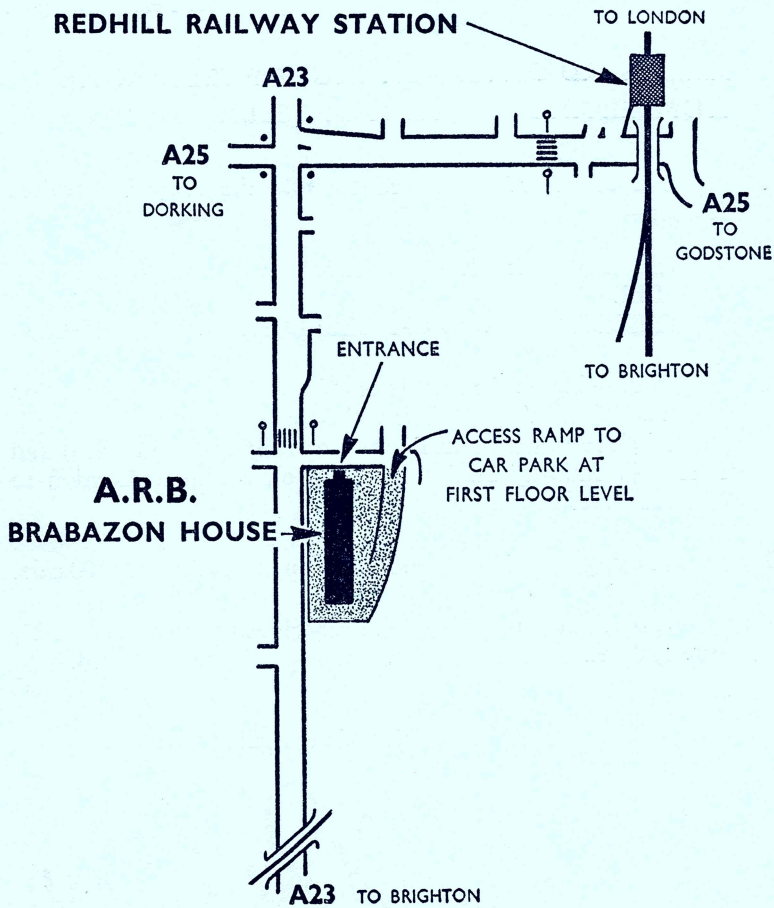 TO LONDON
REDHILL RAILWAY STATION
A23
A25
TO
DORKING
A25
TO
GODSTONE
TO BRIGHTON
ENTRANCE
ACCESS RAMP TO
CAR PARK AT
FIRST FLOOR LEVEL
A.R.B.
BRABAZON HOUSE
A23 TO BRIGHTON